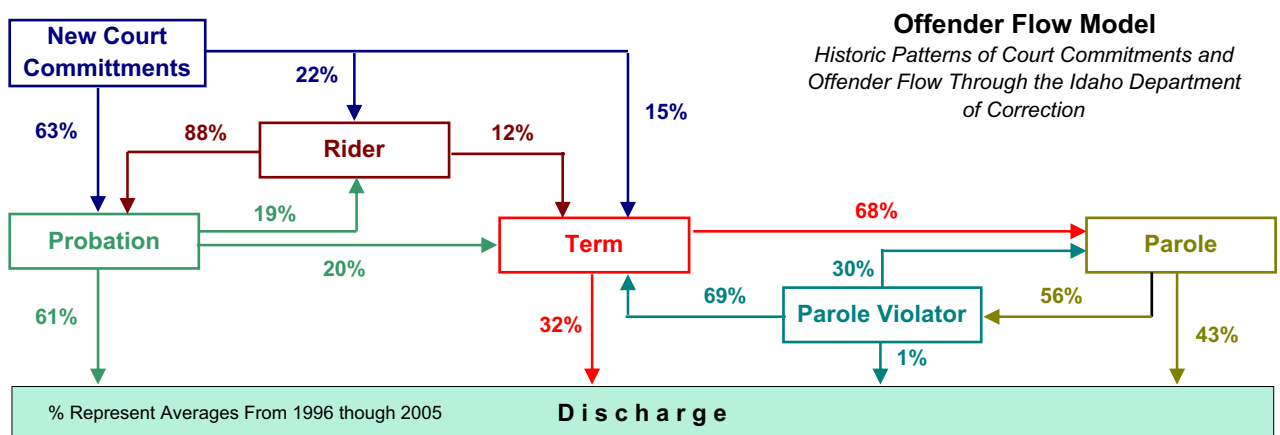 Offender Flow Model
Historic Patterns of Court Commitments and
Offender Flow Through the Idaho Department
of Correction
New Court
Committments
22%
15%
63%
88%
Rider
12%
19%
68%
Probation
Term
Parole
20%
30%
69%
56%
61%
32%
Parole Violator
43%
1%
% Represent Averages From 1996 though 2005
Discharge